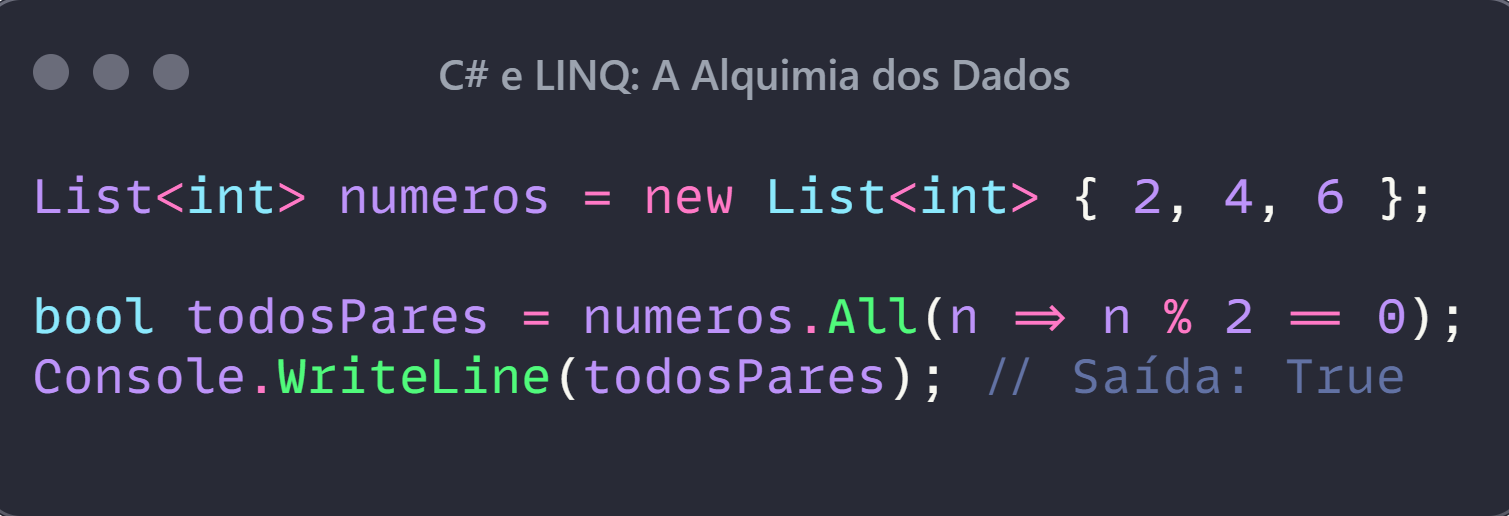 C# e LINQ: A Alquimia dos Dados
List<int> numeros = new List<int> { 2, 4, 6 };
bool todosPares = numeros.All(n => n % 2 == 0);
Console.WriteLine(todosPares); // Saída: True